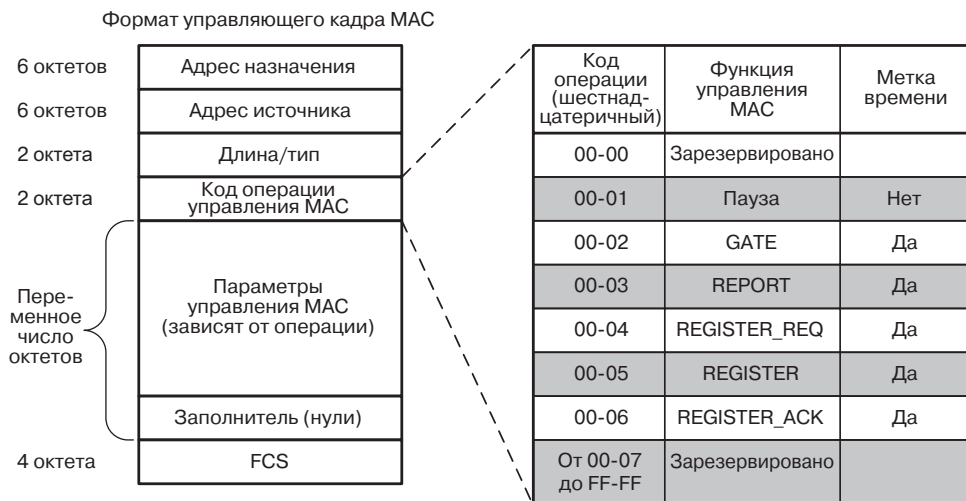 Формат управляющего кадра МАС
6 октетов
Адрес назначения
6 октетов
Адрес источника
2 октета
Длина/тип
2 октета
Код операции
управления МАС
Пере-
менное
число
октетов
Параметры
управления МАС
(зависят от операции)
Заполнитель (нули)
4 октета
FCS
Код
операции
(шестнад-
цатеричный)
Функция
управления
МАС
Метка
времени
00-00
Зарезервировано
00-01
Пауза
Нет
00-02
GATE
Да
00-03
REPORT
Да
00-04
REGISTER_REQ
Да
00-05
REGISTER
Да
00-06
REGISTER_ACK
Да
От 00-07
до FF-FF
Зарезервировано